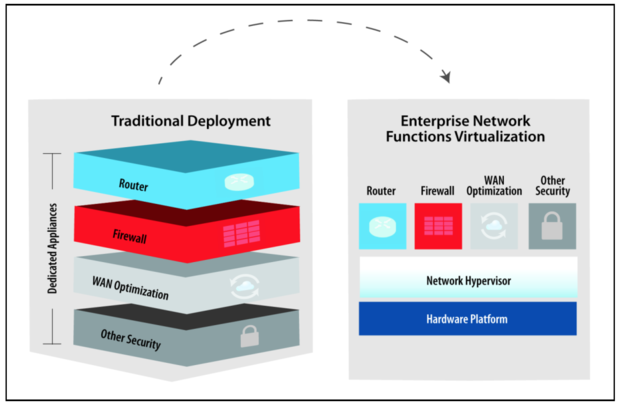 Traditional Deployment
Dedicated Appliances
Router
Firewall
WAN Optimization
Other Security
Enterprise Network
Functions Virtualization
Router
Firewall
WAN
Optimization
Other
Security
Network Hypervisor
Hardware Platform